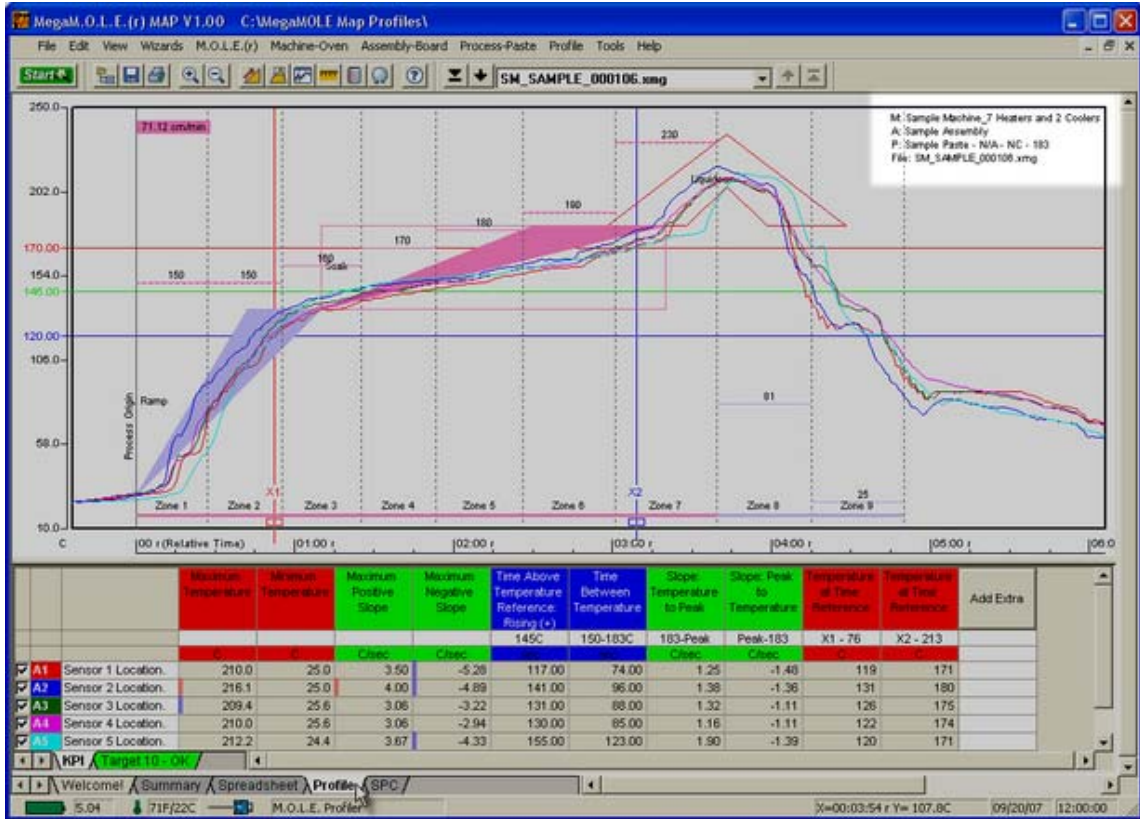 MegaM.O.L.E.(r) MAP V1.00 C:\MegaMOLE Map Profiles\
File Edit View Wizards M.O.L.E.(r) Machine-Oven Assembly-Board Process-Paste Profile Tools Help
Start SM_SAMPLE_000106.xmg
M: Sample Machine_7 Heaters and 2 Coolers
A: Sample Assembly
P: Sample Paste - N/A - NC - 183
File: SM_SAMPLE_000106.xmg
250.0
71.12 cm/min
230
202.0
Liquidous
190
180
170
170.00
160
Soak
154.0
150 150
145.00
120.00
106.0
81
Process Origin
Ramp
58.0
X1 X2
25
Zone 1 Zone 2 Zone 3 Zone 4 Zone 5 Zone 6 Zone 7 Zone 8 Zone 9
10.0
C 00 r (Relative Time) 01:00 r 02:00 r 03:00 r 04:00 r 05:00 r 06:0
Maximum Temperature Minimum Temperature Maximum Positive Slope Maximum Negative Slope Time Above Temperature Reference: Rising (+) Time Between Temperature Slope: Temperature to Peak Slope: Peak to Temperature Temperature at Time Reference Temperature at Time Reference Add Extra
145C 150-183C 183-Peak Peak-183 X1 - 76 X2 - 213
C C C/sec C/sec C/sec C/sec C C
A1 Sensor 1 Location. 210.0 25.0 3.50 -5.28 117.00 74.00 1.25 -1.48 119 171
A2 Sensor 2 Location. 216.1 25.0 4.00 -4.89 141.00 96.00 1.38 -1.36 131 180
A3 Sensor 3 Location. 209.4 25.6 3.06 -3.22 131.00 88.00 1.32 -1.11 126 175
A4 Sensor 4 Location. 210.0 25.6 3.06 -2.94 130.00 85.00 1.16 -1.11 122 174
A5 Sensor 5 Location. 212.2 24.4 3.67 -4.33 155.00 123.00 1.90 -1.39 120 171
KPI Target 10 - OK
Welcome! Summary Spreadsheet Profile SPC
5.04 71F/22C M.O.L.E. Profiler X=00:03:54 r Y= 107.8C 09/20/07 12:00:00